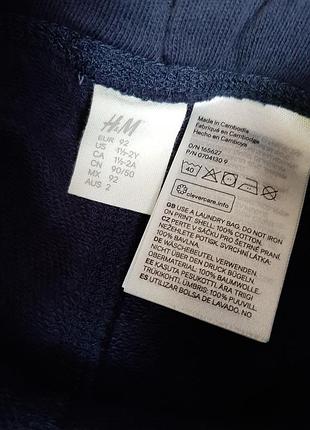 H&M
EUR 92
US 1½-2Y
CA 1½-2A
CN 90/50
MX 92
AUS 2
Made in Cambodia
Fabriqué en Cambodge
Hecho en Camboya
O/N 165627
P/N 0704130 9
40
clevercare.info
GB USE A LAUNDRY BAG, DO NOT IRON
ON PRINT, SHELL: 100% COTTON.
CZ PERTE V SÁČKU PRO ŠETRNÉ PRANÍ,
NEŽEHLETE POTISK, SVRCHNÍ LÁTKA:
100% BAVLNA.
DE WÄSCHEBEUTEL VERWENDEN,
NICHT ÜBER DEN DRUCK BÜGELN,
OBERMATERIAL: 100% BAUMWOLLE.
EE KASUTA PESUKOTTI, ÄRA TRIIGI
TRÜKKOHTI, ÜMBRIS: 100% PUUVILL.
ES UTILIZAR BOLSA DE LAVADO, NO